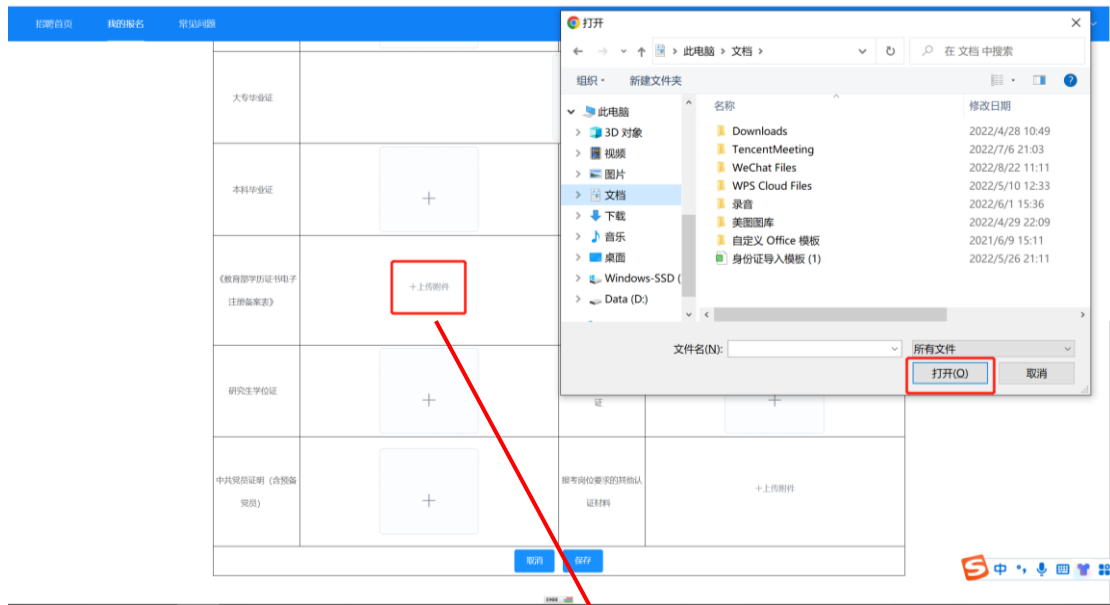 招聘首页 我的报名 常见问题
大专毕业证
本科毕业证
《教育部学历证书电子
注册备案表》
+上传附件
研究生学位证
证
中共党员证明（含预备
党员）
报考岗位要求的其他认
证材料
+上传附件
取消 保存
打开
此电脑 > 文档 >
在 文档 中搜索
组织 新建文件夹
此电脑
3D 对象
视频
图片
文档
下载
音乐
桌面
Windows-SSD (
Data (D:)
名称 修改日期
Downloads 2022/4/28 10:49
TencentMeeting 2022/7/6 21:03
WeChat Files 2022/8/22 11:11
WPS Cloud Files 2022/5/10 12:33
录音 2022/6/1 15:36
美图图库 2022/4/29 22:09
自定义 Office 模板 2021/6/9 15:11
身份证导入模板 (1) 2022/5/26 21:11
文件名(N): 所有文件
打开(O) 取消
中